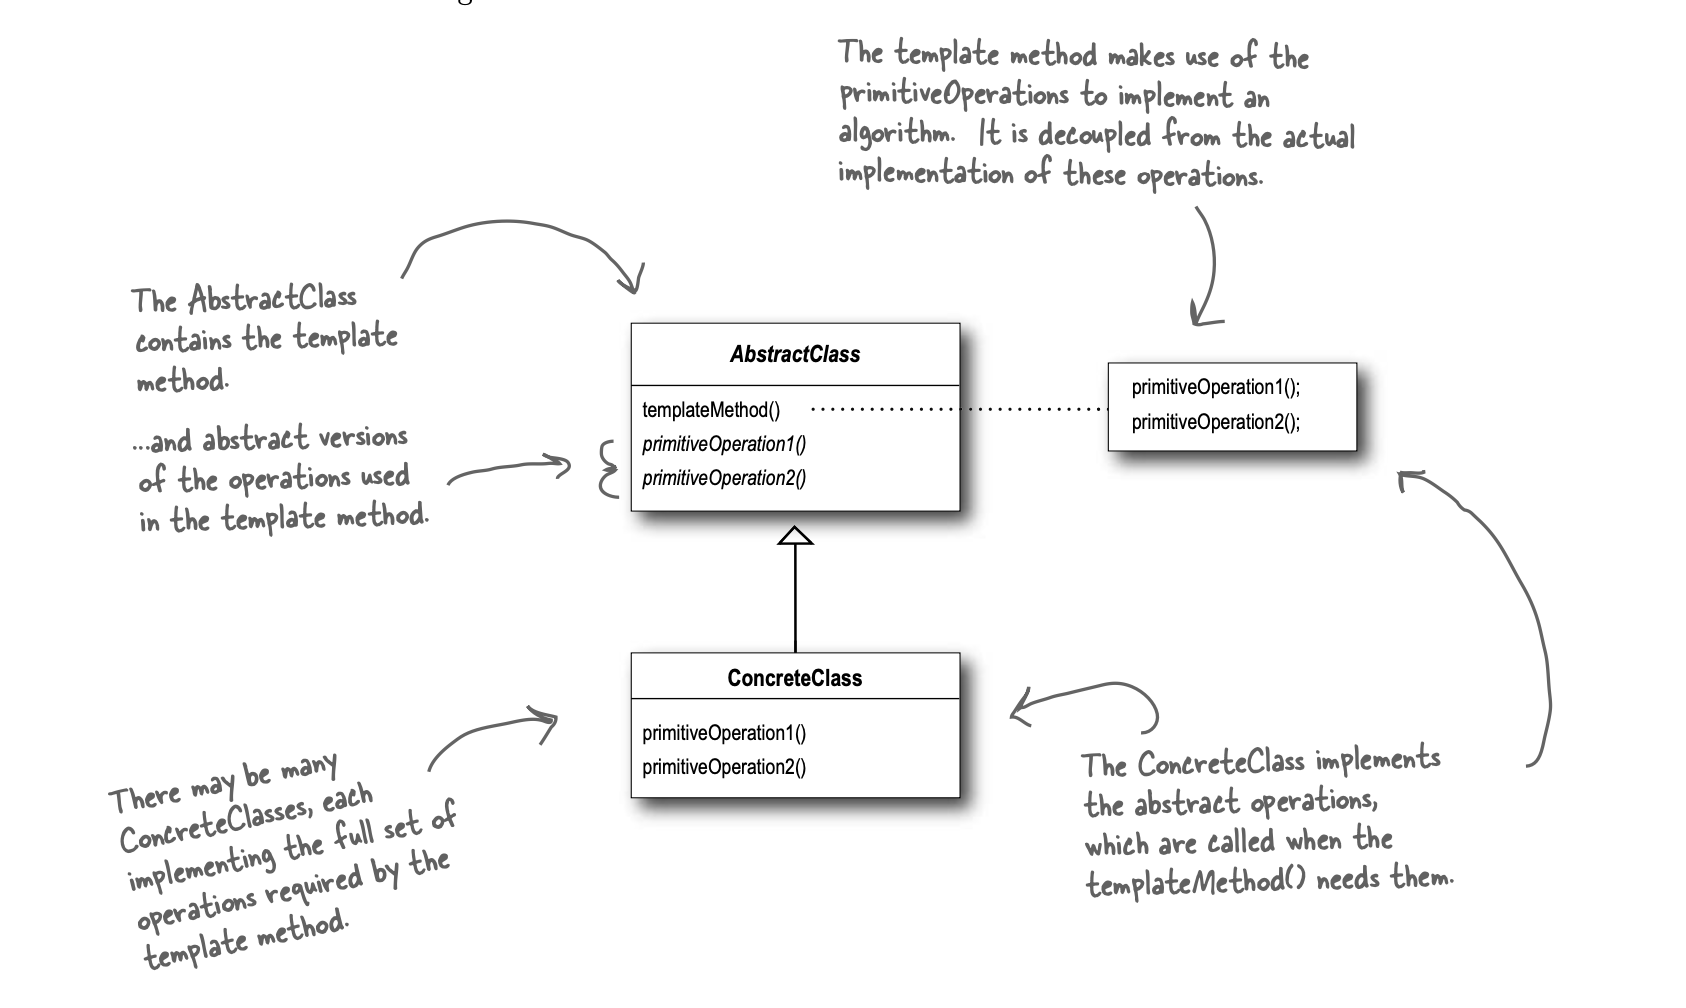 The template method makes use of the
primitiveOperations to implement an
algorithm. It is decoupled from the actual
implementation of these operations.
The AbstractClass
contains the template
method.
...and abstract versions
of the operations used
in the template method.
AbstractClass
templateMethod()
primitiveOperation1()
primitiveOperation2()
primitiveOperation1();
primitiveOperation2();
ConcreteClass
primitiveOperation1()
primitiveOperation2()
There may be many
ConcreteClasses, each
implementing the full set of
operations required by the
template method.
The ConcreteClass implements
the abstract operations,
which are called when the
templateMethod() needs them.